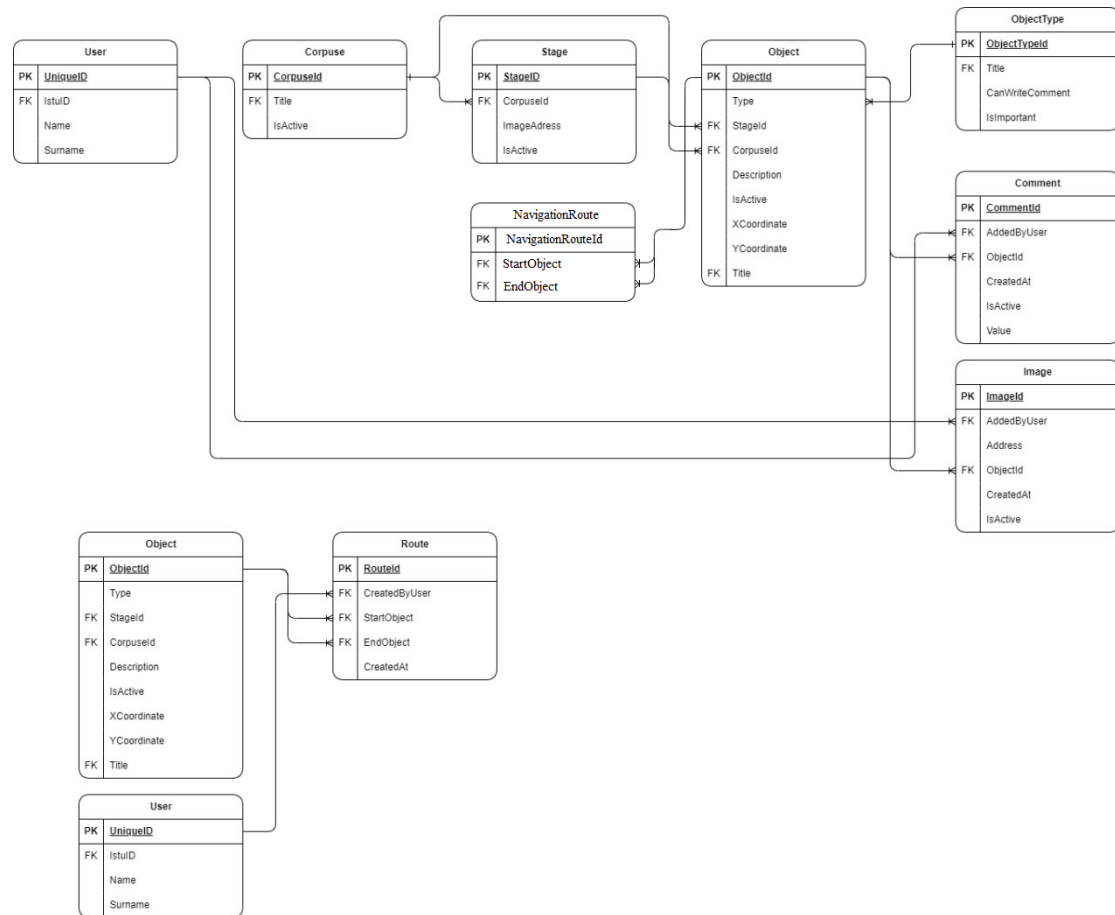 User
PK UniqueID
FK IstuID
Name
Surname
Corpuse
PK CorpuseId
FK Title
IsActive
Stage
PK StageID
FK CorpuseId
ImageAdress
IsActive
Object
PK ObjectId
Type
FK StageId
FK CorpuseId
Description
IsActive
XCoordinate
YCoordinate
FK Title
ObjectType
PK ObjectTypeId
FK Title
CanWriteComment
IsImportant
NavigationRoute
PK NavigationRouteId
FK StartObject
FK EndObject
Comment
PK CommentId
FK AddedByUser
FK ObjectId
CreatedAt
IsActive
Value
Image
PK ImageId
FK AddedByUser
Address
FK ObjectId
CreatedAt
IsActive
Object
PK ObjectId
Type
FK StageId
FK CorpuseId
Description
IsActive
XCoordinate
YCoordinate
FK Title
Route
PK RouteId
FK CreatedByUser
FK StartObject
FK EndObject
CreatedAt
User
PK UniqueID
FK IstuID
Name
Surname